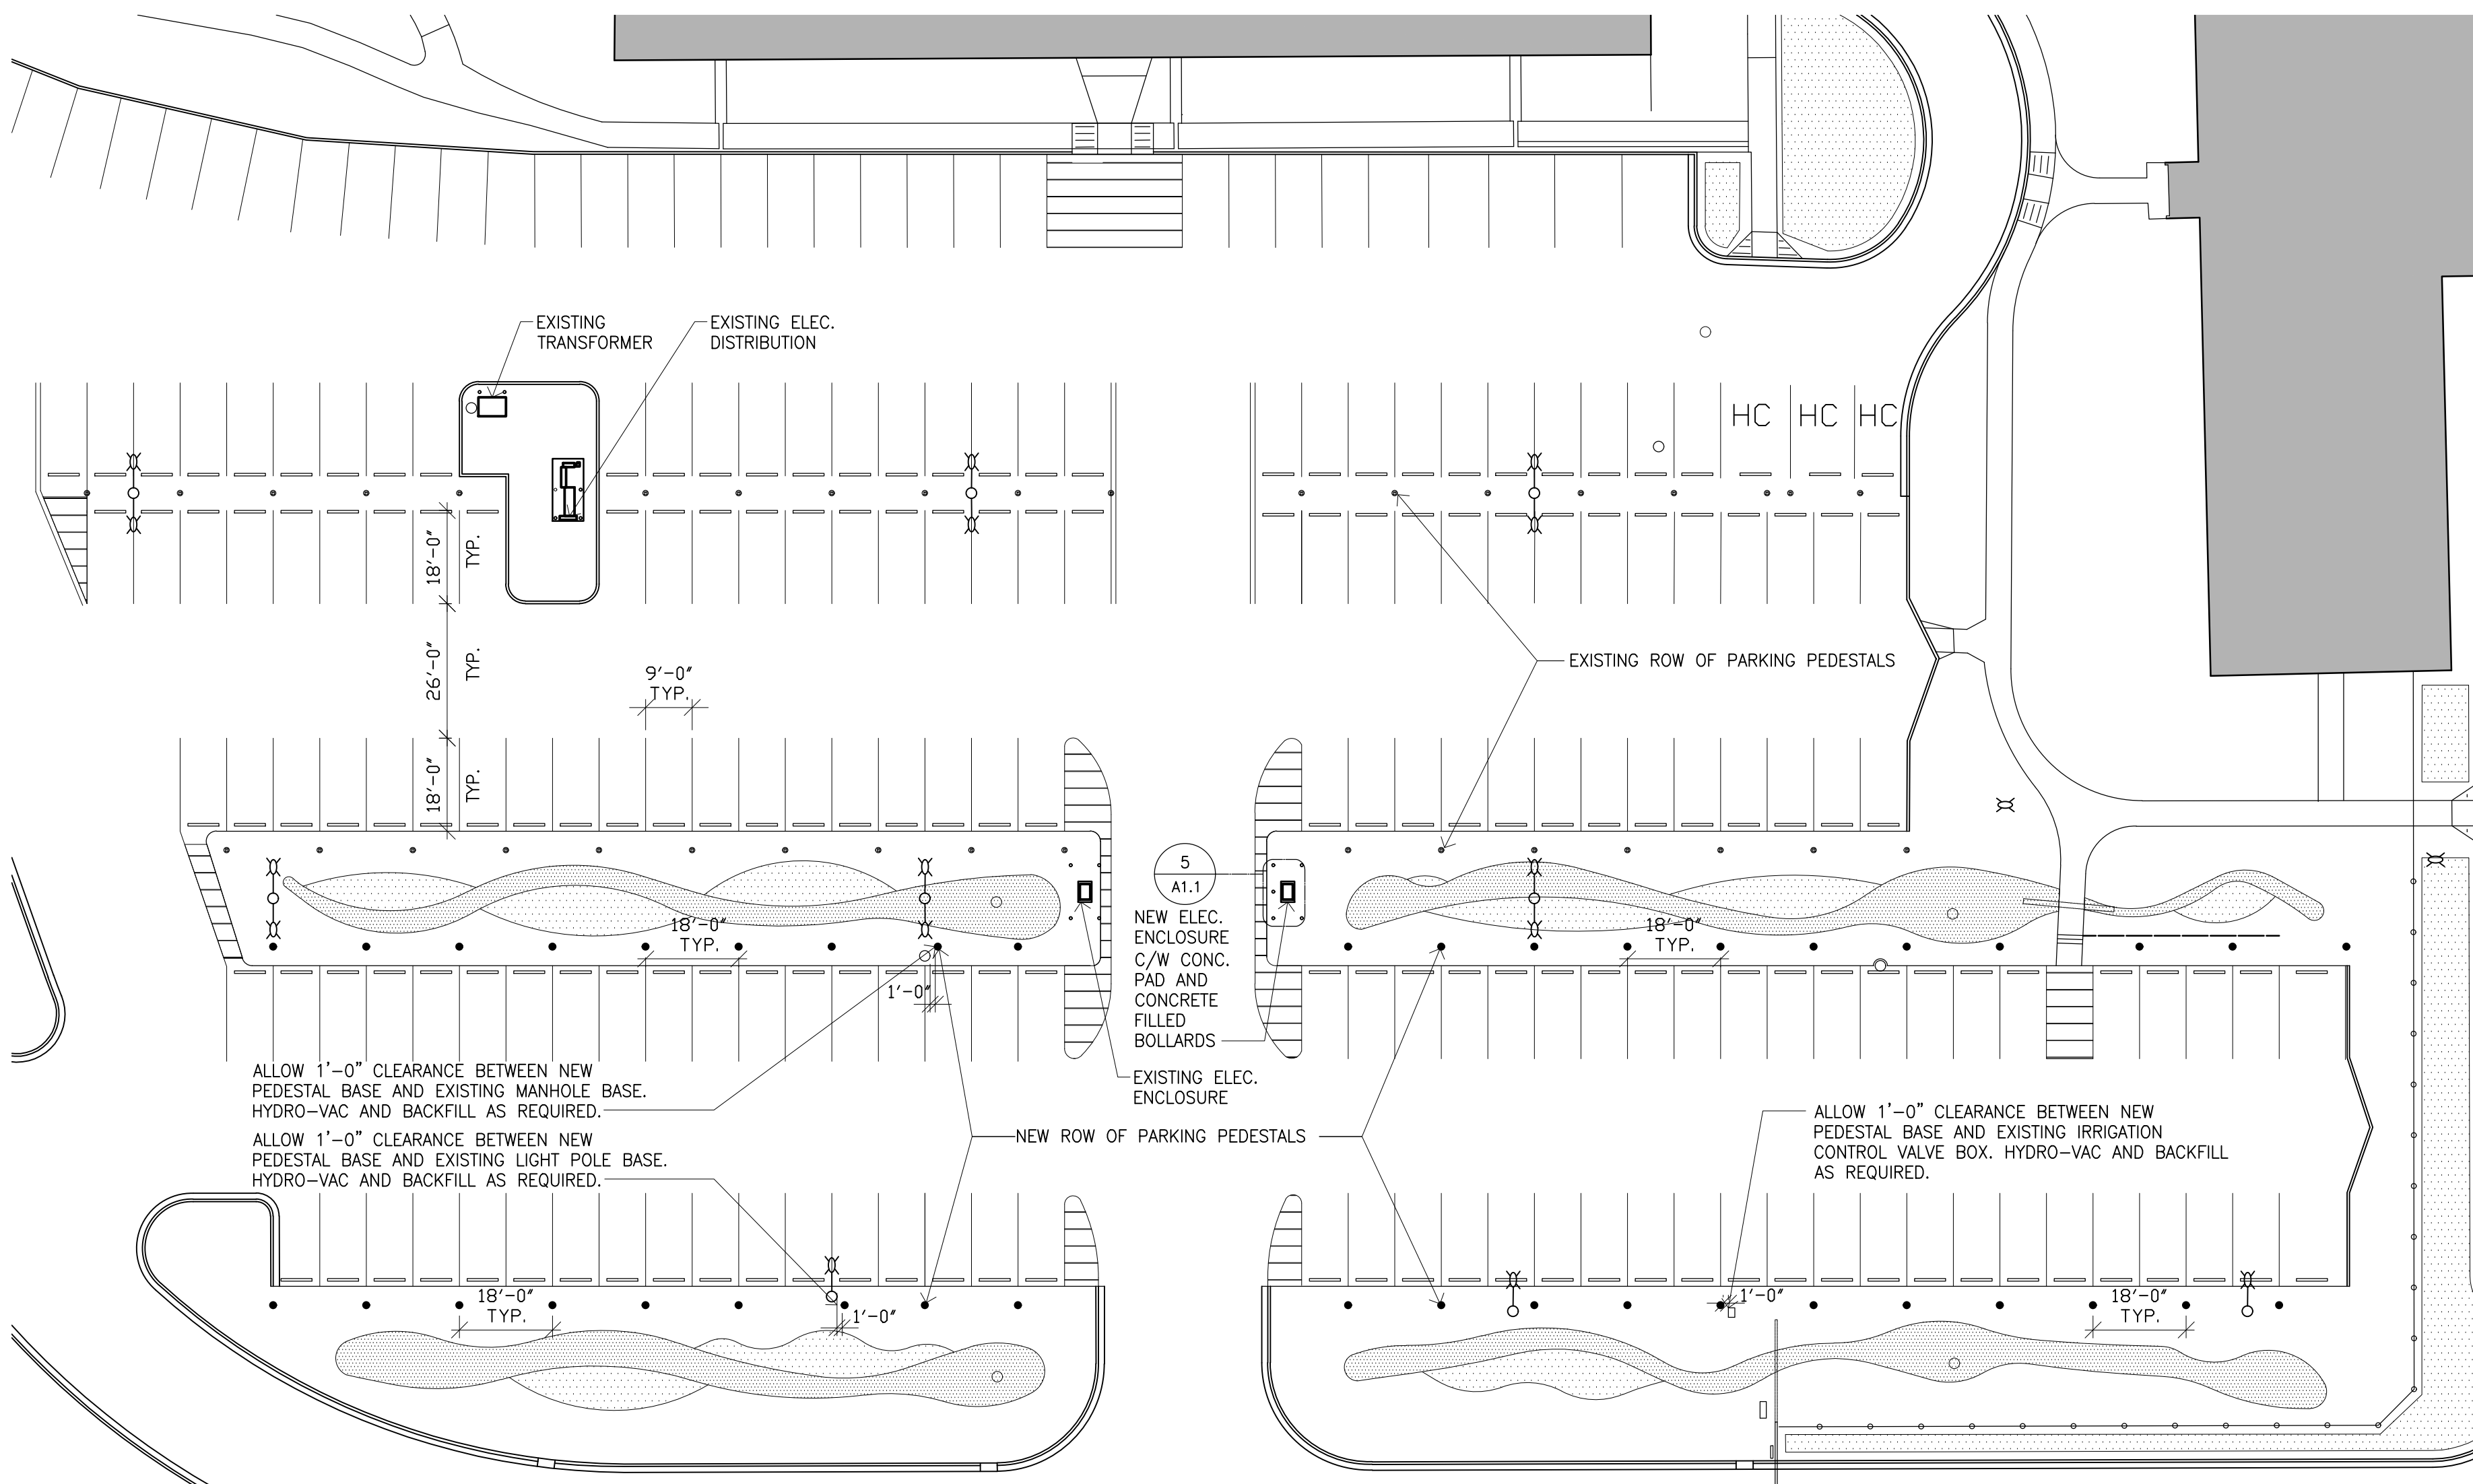 EXISTING
TRANSFORMER
EXISTING ELEC.
DISTRIBUTION
HC
HC
HC
18'-0"
TYP.
26'-0"
TYP.
18'-0"
TYP.
9'-0"
TYP.
EXISTING ROW OF PARKING PEDESTALS
5
A1.1
NEW ELEC.
ENCLOSURE
C/W CONC.
PAD AND
CONCRETE
FILLED
BOLLARDS
18'-0"
TYP.
18'-0"
TYP.
1'-0"
EXISTING ELEC.
ENCLOSURE
ALLOW 1'-0" CLEARANCE BETWEEN NEW
PEDESTAL BASE AND EXISTING MANHOLE BASE.
HYDRO-VAC AND BACKFILL AS REQUIRED.
ALLOW 1'-0" CLEARANCE BETWEEN NEW
PEDESTAL BASE AND EXISTING LIGHT POLE BASE.
HYDRO-VAC AND BACKFILL AS REQUIRED.
NEW ROW OF PARKING PEDESTALS
ALLOW 1'-0" CLEARANCE BETWEEN NEW
PEDESTAL BASE AND EXISTING IRRIGATION
CONTROL VALVE BOX. HYDRO-VAC AND BACKFILL
AS REQUIRED.
18'-0"
TYP.
1'-0"
1'-0"
18'-0"
TYP.